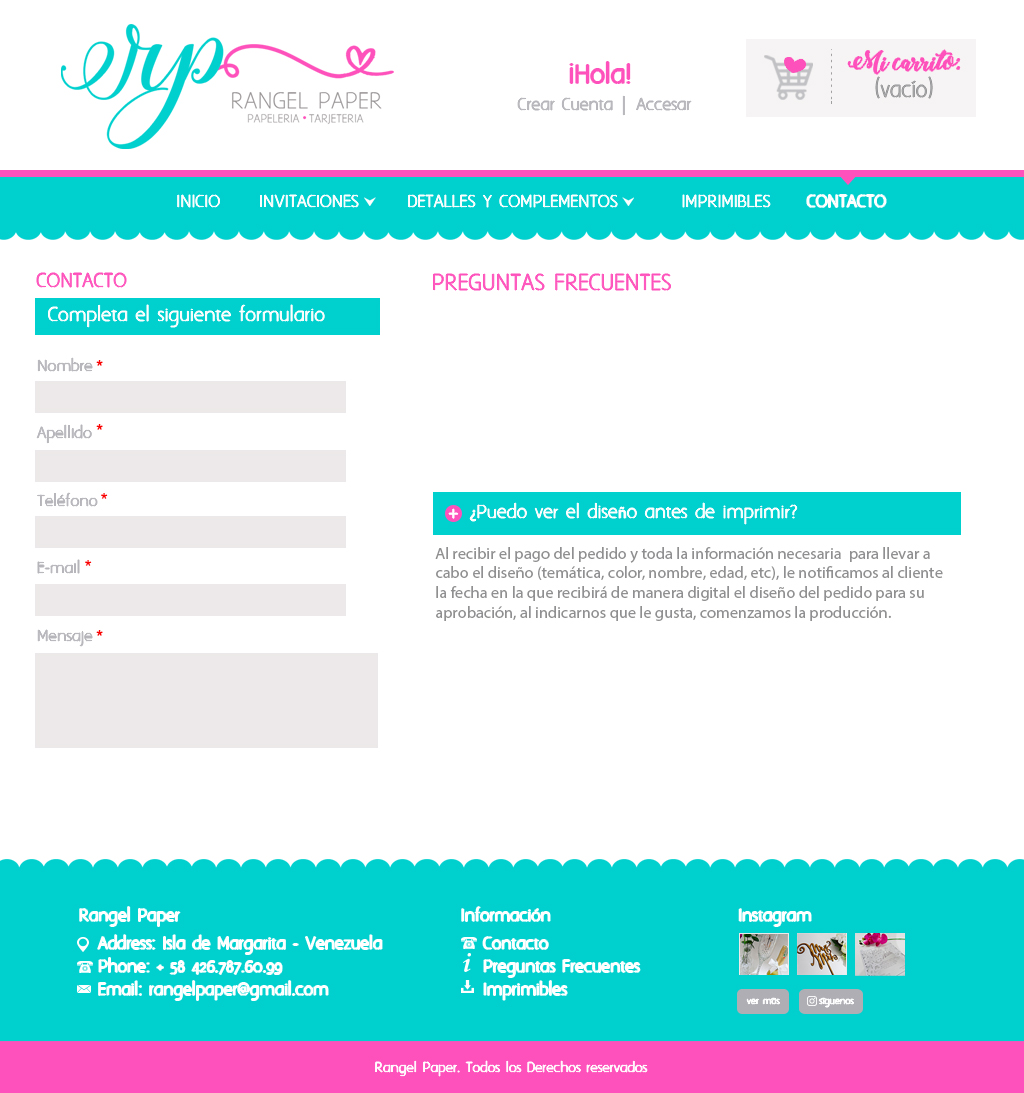 erp
RANGEL PAPER
PAPELERIA • TARJETERIA
¡Hola!
Crear Cuenta | Accesar
Mi carrito:
(vacío)
INICIO INVITACIONES DETALLES Y COMPLEMENTOS IMPRIMIBLES CONTACTO
CONTACTO
Completa el siguiente formulario
Nombre *
Apellido *
Teléfono *
E-mail *
Mensaje *
PREGUNTAS FRECUENTES
¿Puedo ver el diseño antes de imprimir?
Al recibir el pago del pedido y toda la información necesaria para llevar a
cabo el diseño (temática, color, nombre, edad, etc), le notificamos al cliente
la fecha en la que recibirá de manera digital el diseño del pedido para su
aprobación, al indicarnos que le gusta, comenzamos la producción.
Rangel Paper
Address: Isla de Margarita - Venezuela
Phone: + 58 426.787.60.99
Email: rangelpaper@gmail.com
Información
Contacto
Preguntas Frecuentes
Imprimibles
Instagram
ver más
síguenos
Rangel Paper. Todos los Derechos reservados